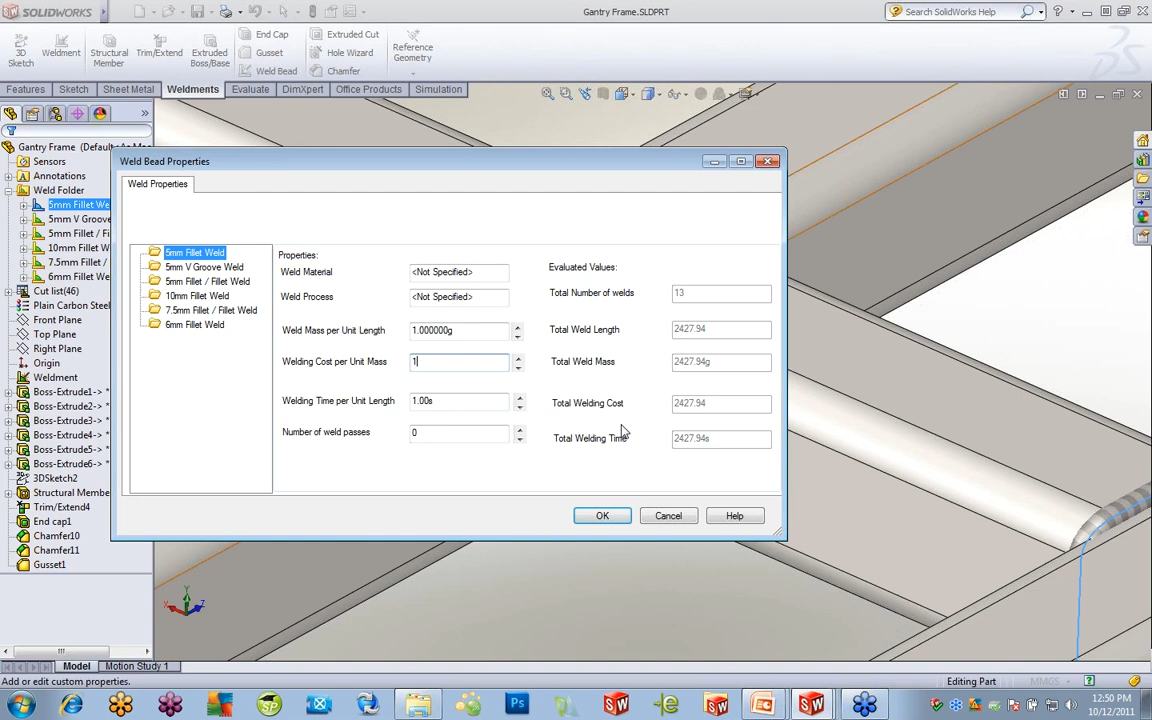 SOLIDWORKS
Gantry Frame.SLDPRT
Search SolidWorks Help
3D Sketch
Weldment
Structural Member
Trim/Extend
Extruded Boss/Base
End Cap
Gusset
Weld Bead
Extruded Cut
Hole Wizard
Chamfer
Reference Geometry
Features
Sketch
Sheet Metal
Weldments
Evaluate
DimXpert
Office Products
Simulation
Gantry Frame (Default<As Ma
Sensors
Annotations
Weld Folder
5mm Fillet We
5mm V Groove
5mm Fillet / Fi
10mm Fillet W
7.5mm Fillet /
6mm Fillet We
Cut list(46)
Plain Carbon Steel
Front Plane
Top Plane
Right Plane
Origin
Weldment
Boss-Extrude1-> *
Boss-Extrude2-> *
Boss-Extrude3-> *
Boss-Extrude4-> *
Boss-Extrude5-> *
Boss-Extrude6-> *
3DSketch2
Structural Membe
Trim/Extend4
End cap1
Chamfer10
Chamfer11
Gusset1
Weld Bead Properties
Weld Properties
5mm Fillet Weld
5mm V Groove Weld
5mm Fillet / Fillet Weld
10mm Fillet Weld
7.5mm Fillet / Fillet Weld
6mm Fillet Weld
Properties:
Weld Material <Not Specified>
Weld Process <Not Specified>
Weld Mass per Unit Length 1.000000g
Welding Cost per Unit Mass 1
Welding Time per Unit Length 1.00s
Number of weld passes 0
Evaluated Values:
Total Number of welds 13
Total Weld Length 2427.94
Total Weld Mass 2427.94g
Total Welding Cost 2427.94
Total Welding Time 2427.94s
OK Cancel Help
Model Motion Study 1
Add or edit custom properties.
Editing Part
MMGS
12:50 PM
10/12/2011